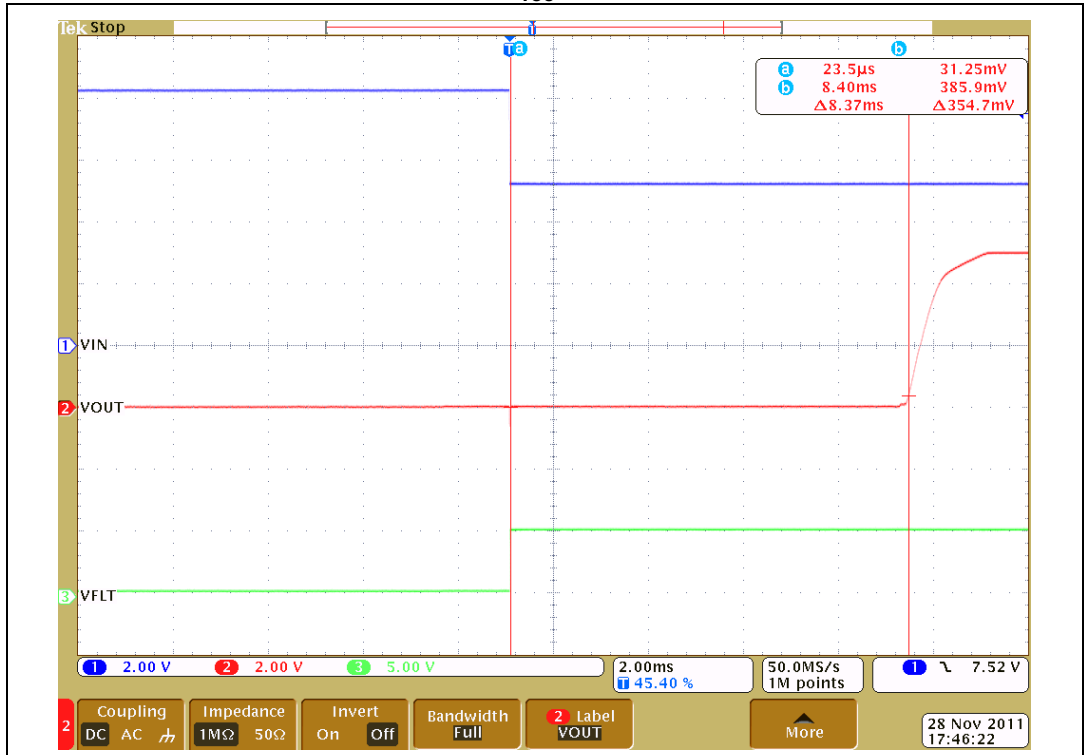 Tek Stop
T a b
a 23.5µs 31.25mV
b 8.40ms 385.9mV
Δ8.37ms Δ354.7mV
1 VIN
2 VOUT
3 VFLT
1 2.00 V 2 2.00 V 3 5.00 V
2.00ms
T 45.40 %
50.0MS/s
1M points
1 7.52 V
2
Coupling
DC AC
Impedance
1MΩ 50Ω
Invert
On Off
Bandwidth
Full
2 Label
VOUT
More
28 Nov 2011
17:46:22